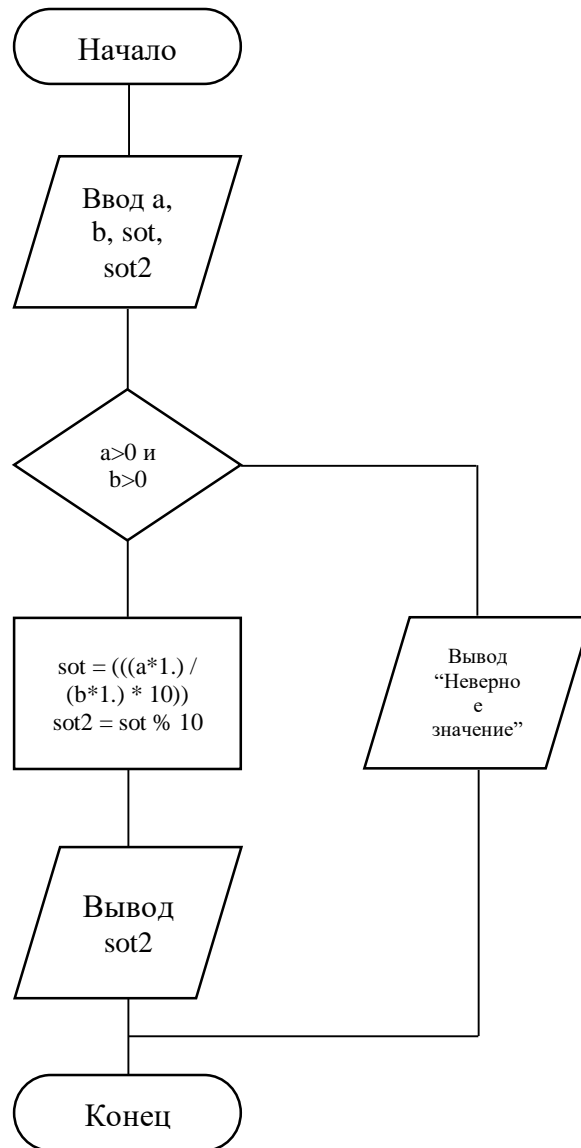 Начало
Ввод a,
b, sot,
sot2
a>0 и
b>0
sot = (((a*1.) /
(b*1.) * 10))
sot2 = sot % 10
Вывод
“Неверно
е
значение”
Вывод
sot2
Конец